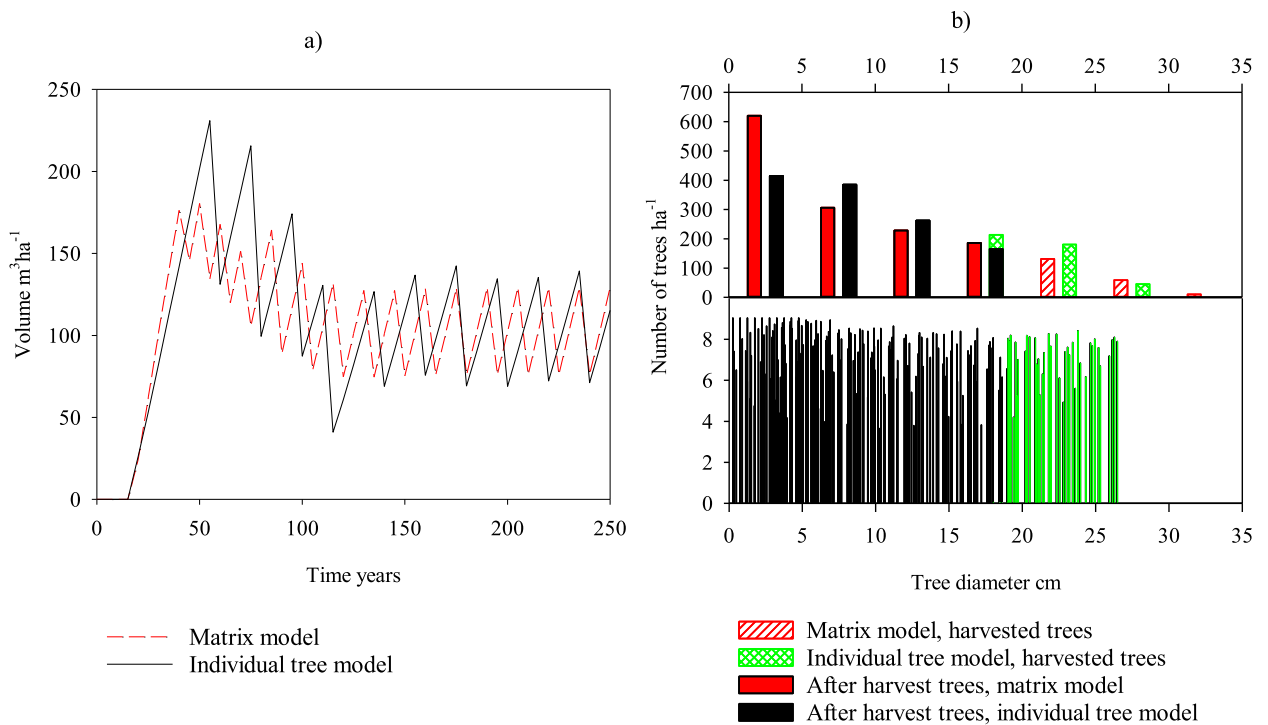 a)
250
200
150
100
50
0
Volume m³ha⁻¹
0 50 100 150 200 250
Time years
Matrix model
Individual tree model
b)
0 5 10 15 20 25 30 35
700
600
500
400
300
200
100
0
8
6
4
2
0
Number of trees ha⁻¹
0 5 10 15 20 25 30 35
Tree diameter cm
Matrix model, harvested trees
Individual tree model, harvested trees
After harvest trees, matrix model
After harvest trees, individual tree model